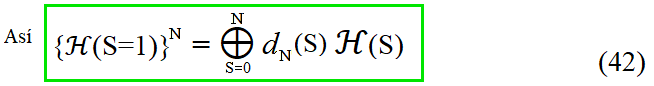 Así {ℋ(S=1)}ᴺ = ⨁_{S=0}^{N} d_N(S) ℋ(S) (42)